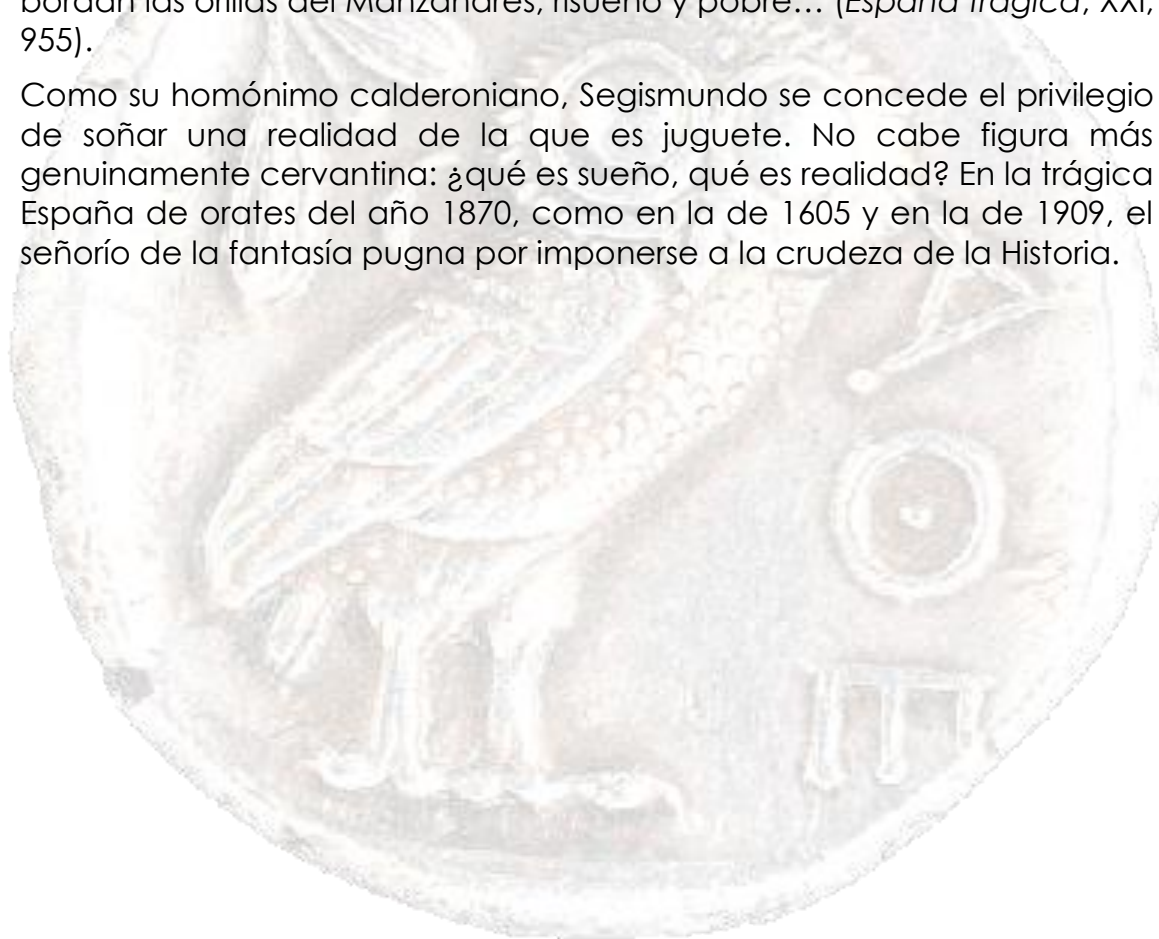 bordan las orillas del Manzanares, risueño y pobre… (España trágica, XXI,
955).
Como su homónimo calderoniano, Segismundo se concede el privilegio
de soñar una realidad de la que es juguete. No cabe figura más
genuinamente cervantina: ¿qué es sueño, qué es realidad? En la trágica
España de orates del año 1870, como en la de 1605 y en la de 1909, el
señorío de la fantasía pugna por imponerse a la crudeza de la Historia.